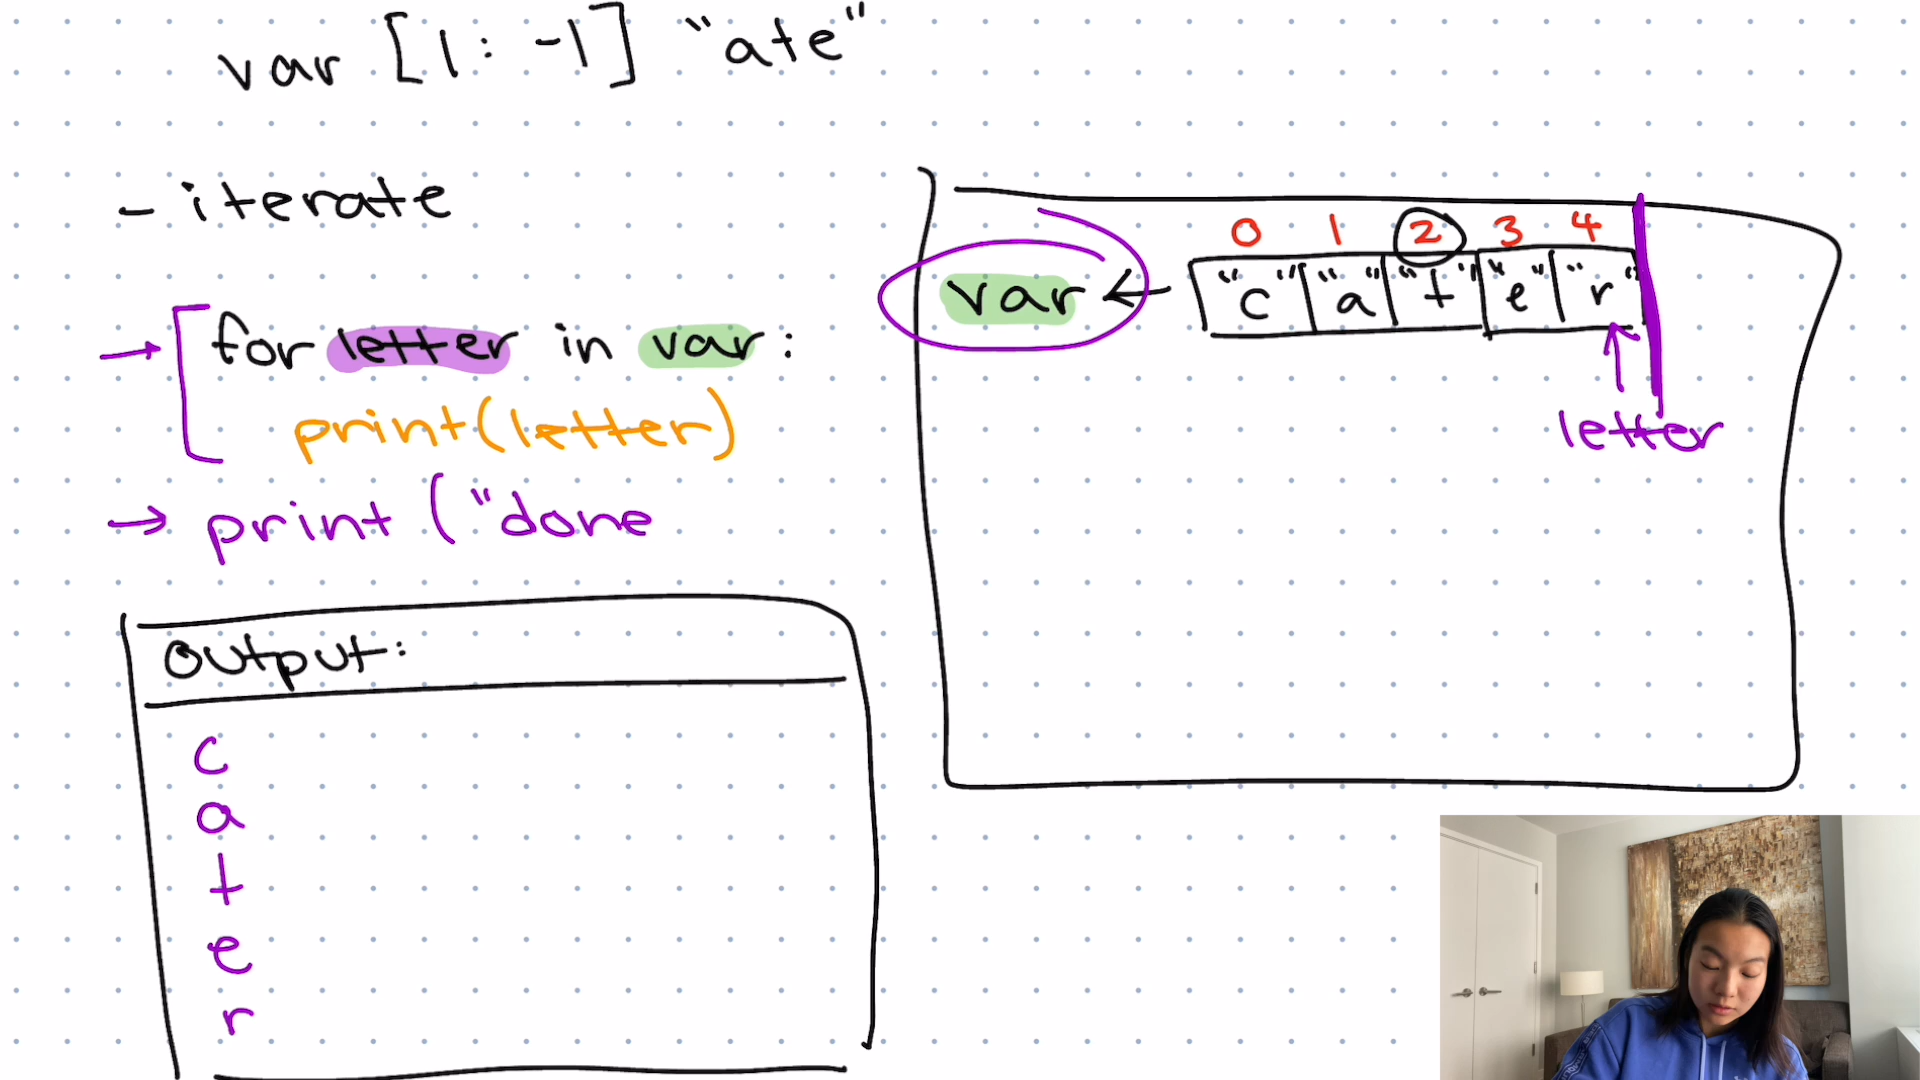 var [1: -1] "ate"
- iterate
for letter in var:
print(letter)
→ print ("done
Output:
c
a
t
e
r
0 1 2 3 4
var ← "c" "a" "t" "e" "r"
letter